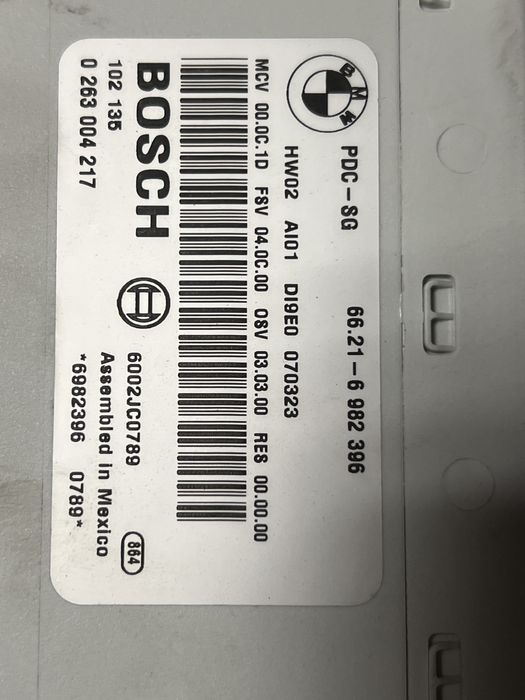 BMW
PDC-SG 66.21-6 982 396
HW02 AI01 DI9E0 070323
MCV 00.0C.1D FSV 04.0C.00 OSV 03.03.00 RES 00.00.00
BOSCH
102 135
0 263 004 217
6002JC0789
Assembled in Mexico
864
*6982396 0789*